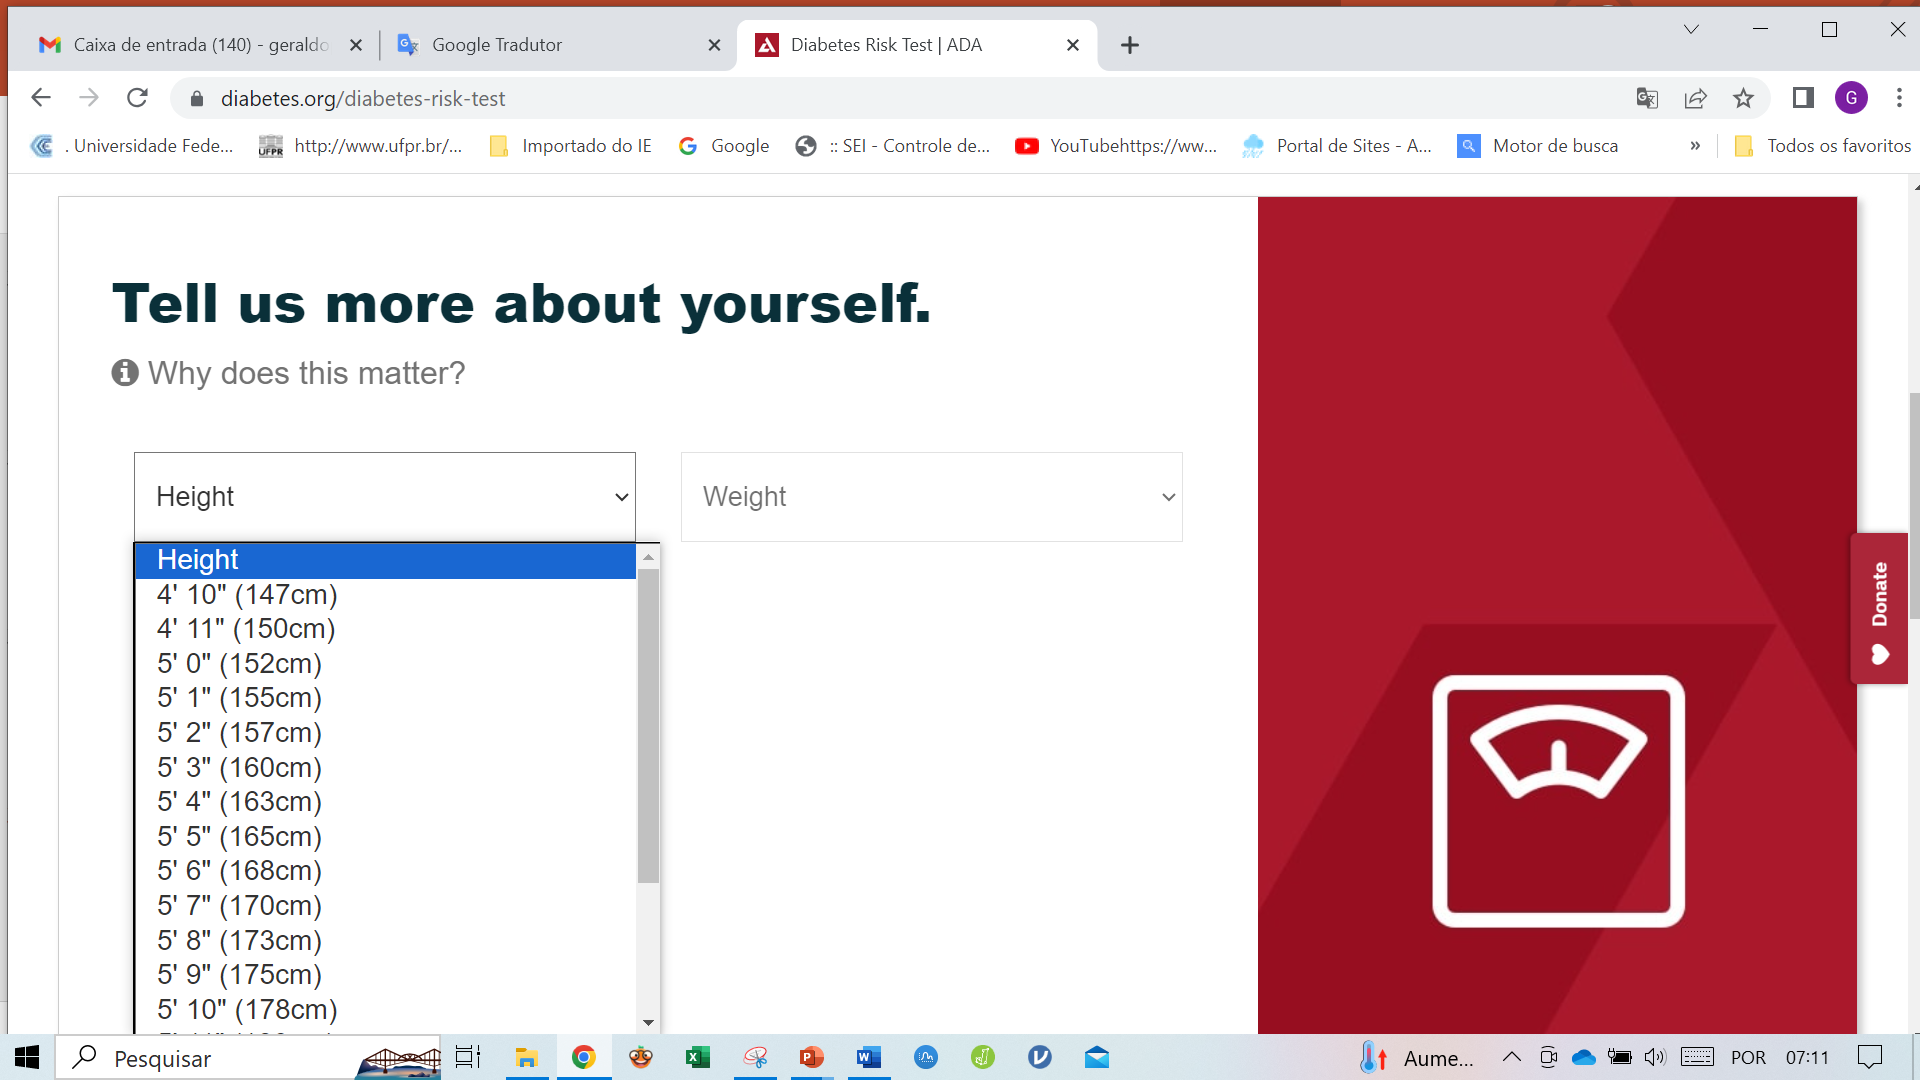 Caixa de entrada (140) - geraldo
Google Tradutor
Diabetes Risk Test | ADA
diabetes.org/diabetes-risk-test
G
. Universidade Fede...
http://www.ufpr.br/...
Importado do IE
Google
:: SEI - Controle de...
YouTubehttps://ww...
Portal de Sites - A...
Motor de busca
»
Todos os favoritos
UFPR
Tell us more about yourself.
Why does this matter?
Height
Weight
Height
4' 10" (147cm)
4' 11" (150cm)
5' 0" (152cm)
5' 1" (155cm)
5' 2" (157cm)
5' 3" (160cm)
5' 4" (163cm)
5' 5" (165cm)
5' 6" (168cm)
5' 7" (170cm)
5' 8" (173cm)
5' 9" (175cm)
5' 10" (178cm)
Donate
Pesquisar
Aume...
POR
07:11